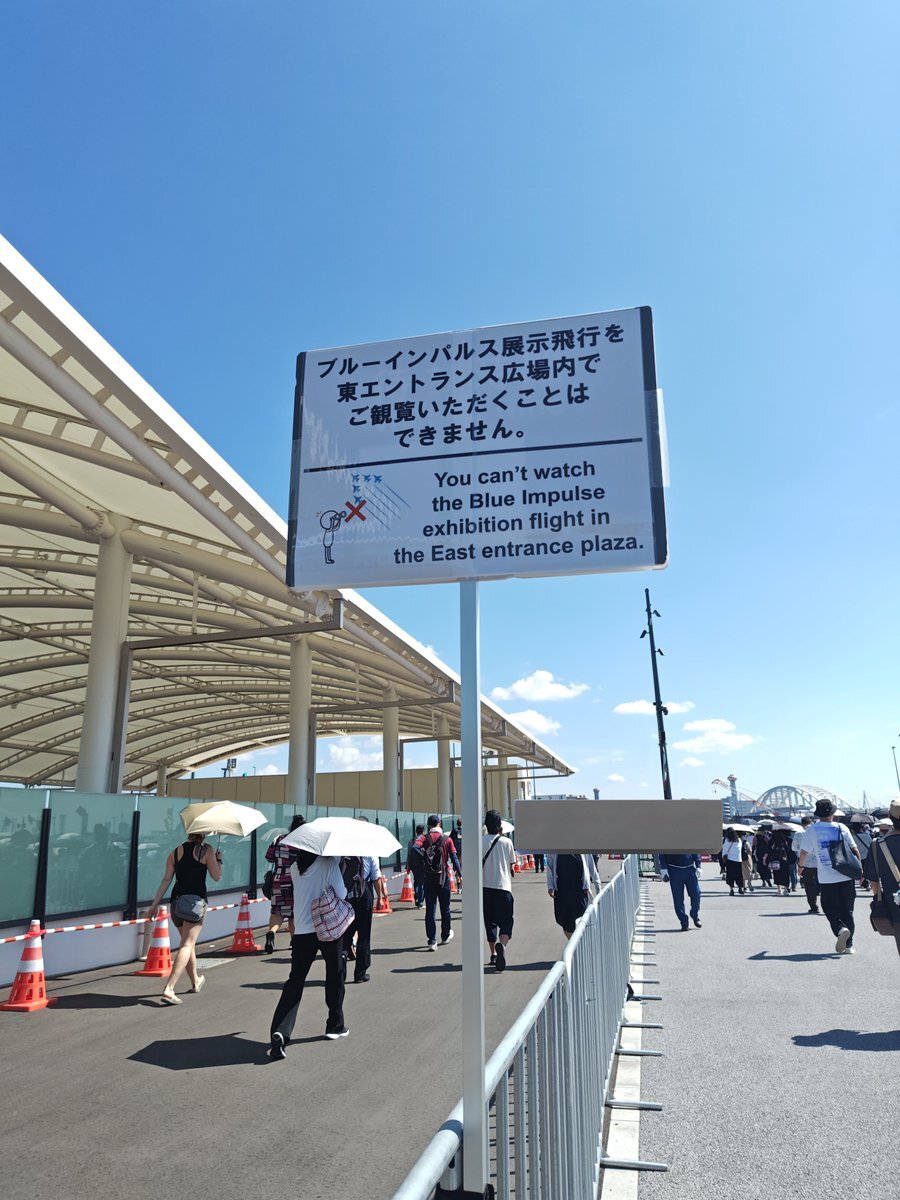 ブルーインパルス展示飛行を
東エントランス広場内で
ご観覧いただくことは
できません。
You can't watch
the Blue Impulse
exhibition flight in
the East entrance plaza.